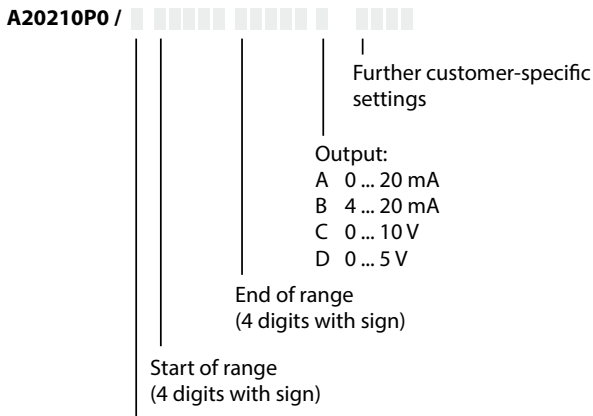 A20210P0 /
Further customer-specific
settings
Output:
A 0 ... 20 mA
B 4 ... 20 mA
C 0 ... 10 V
D 0 ... 5 V
End of range
(4 digits with sign)
Start of range
(4 digits with sign)